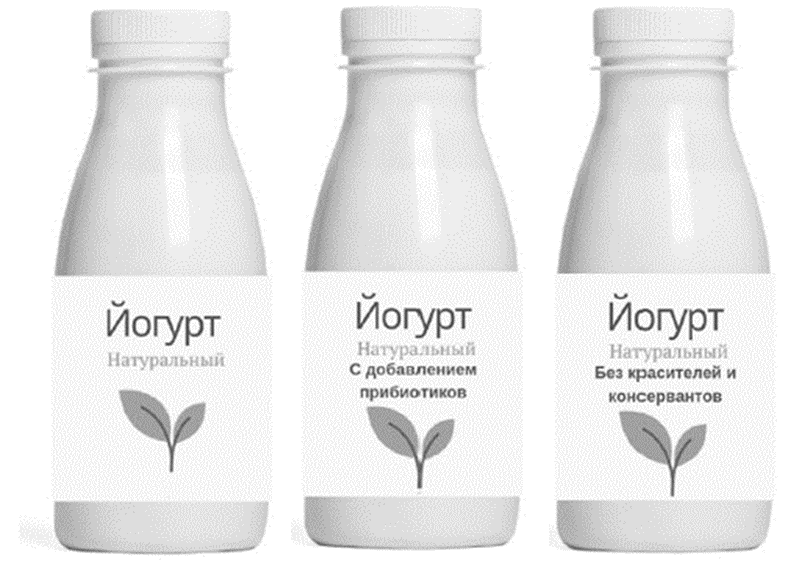 Йогурт
Натуральный
Йогурт
Натуральный
С добавлением
прибиотиков
Йогурт
Натуральный
Без красителей и
консервантов